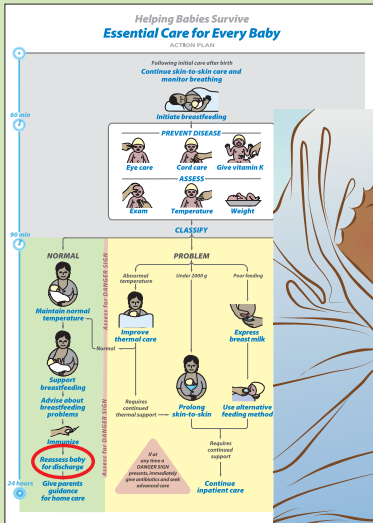 Helping Babies Survive
Essential Care for Every Baby
ACTION PLAN
Following initial care after birth
Continue skin-to-skin care and
monitor breathing
Initiate breastfeeding
60 min
PREVENT DISEASE
Eye care
Cord care
Give vitamin K
ASSESS
Exam
Temperature
Weight
CLASSIFY
90 min
NORMAL
PROBLEM
Assess for DANGER SIGN
Abnormal
temperature
Under 2000 g
Poor feeding
Maintain normal
temperature
Improve
thermal care
Express
breast milk
Normal
Support
breastfeeding
Advise about
breastfeeding
problems
Immunize
Reassess baby
for discharge
Give parents
guidance
for home care
Assess for DANGER SIGN
Requires
continued
thermal support
Prolong
skin-to-skin
Use alternative
feeding method
If at
any time a
DANGER SIGN
presents, immediately
give antibiotics and seek
advanced care
Requires
continued
support
Continue
inpatient care
24 hours